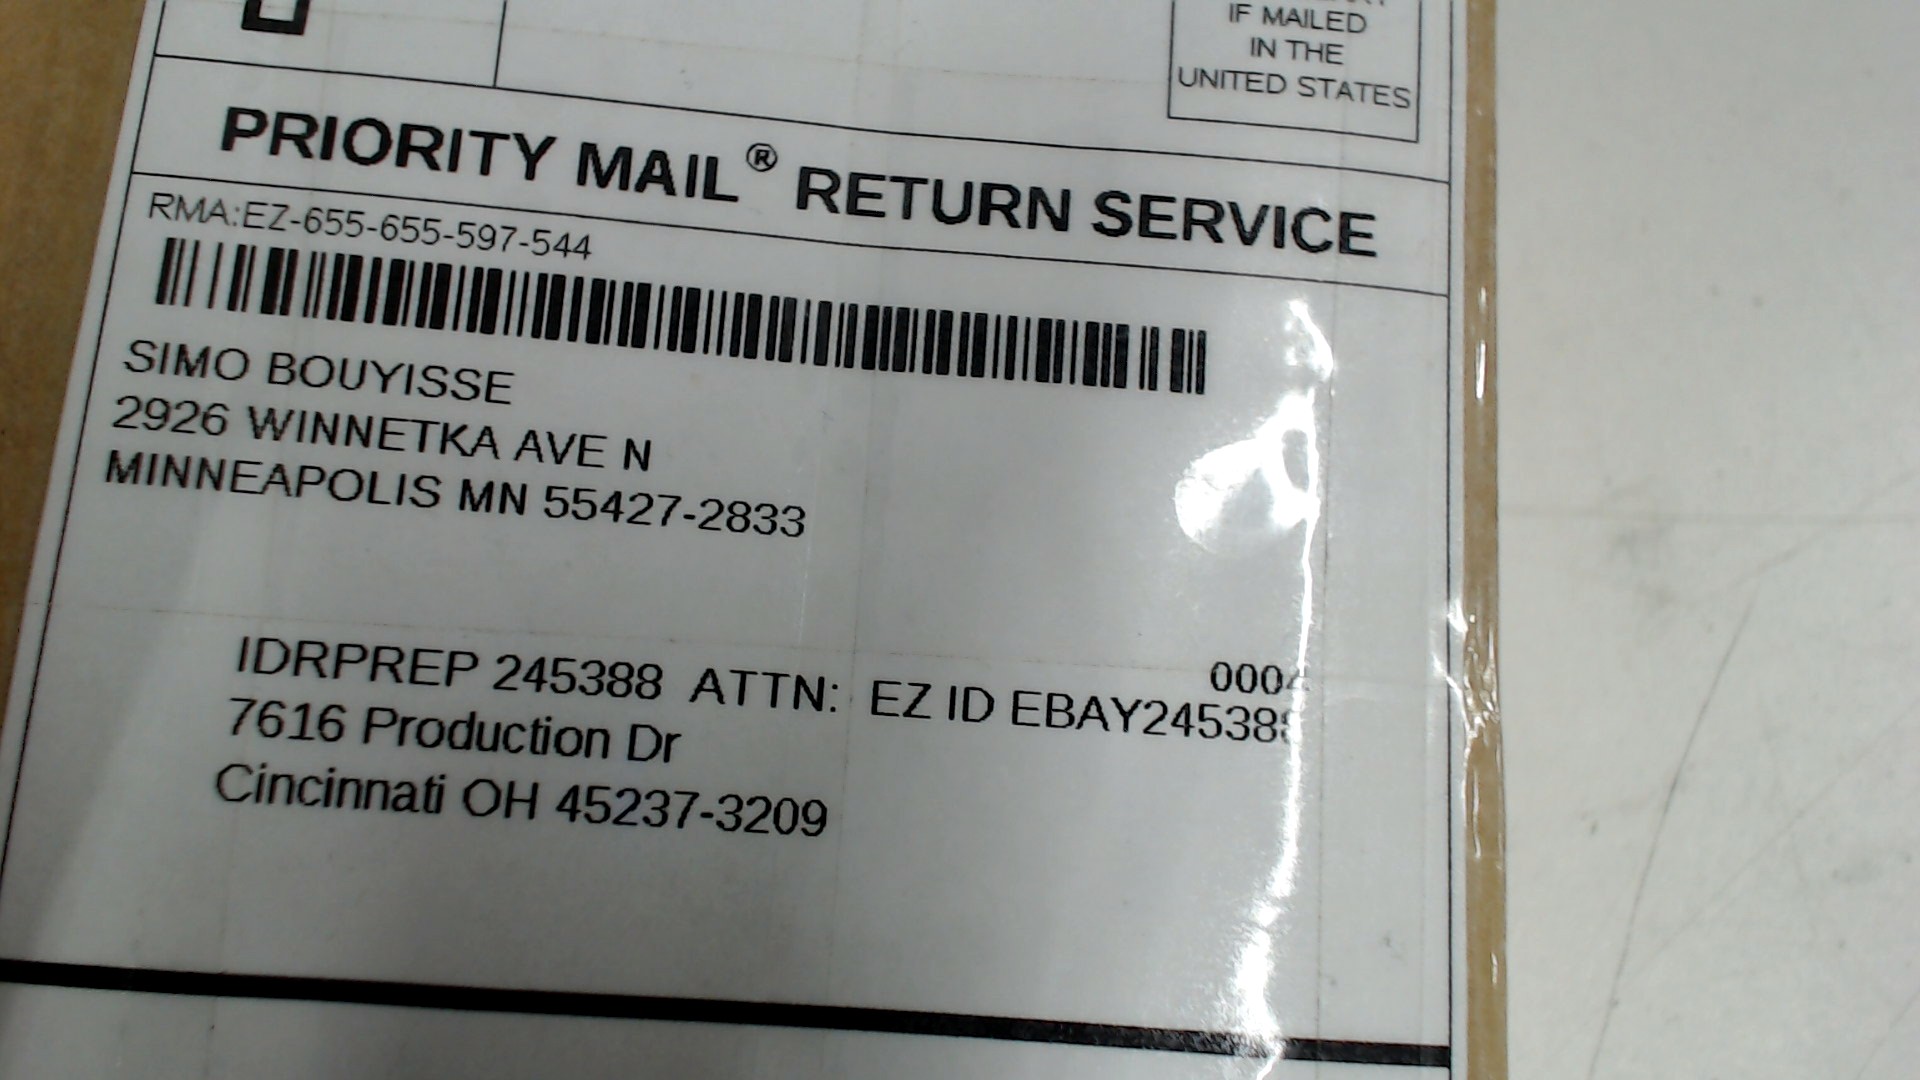 IF MAILED
IN THE
UNITED STATES
PRIORITY MAIL® RETURN SERVICE
RMA:EZ-655-655-597-544
SIMO BOUYISSE
2926 WINNETKA AVE N
MINNEAPOLIS MN 55427-2833
IDRPREP 245388 ATTN: EZ ID
7616 Production Dr
Cincinnati OH 45237-3209